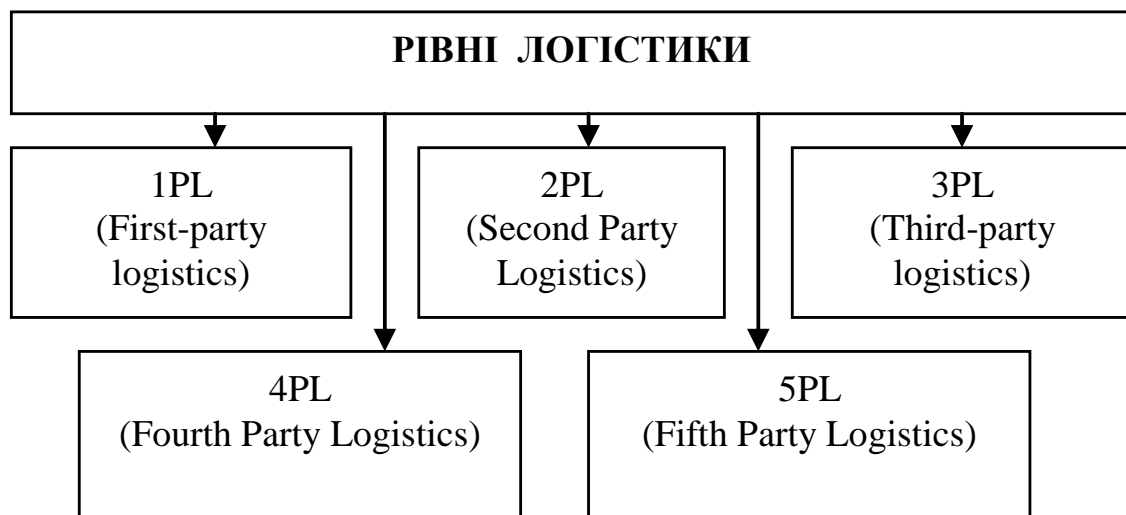 РІВНІ ЛОГІСТИКИ
1PL
(First-party
logistics)
2PL
(Second Party
Logistics)
3PL
(Third-party
logistics)
4PL
(Fourth Party Logistics)
5PL
(Fifth Party Logistics)